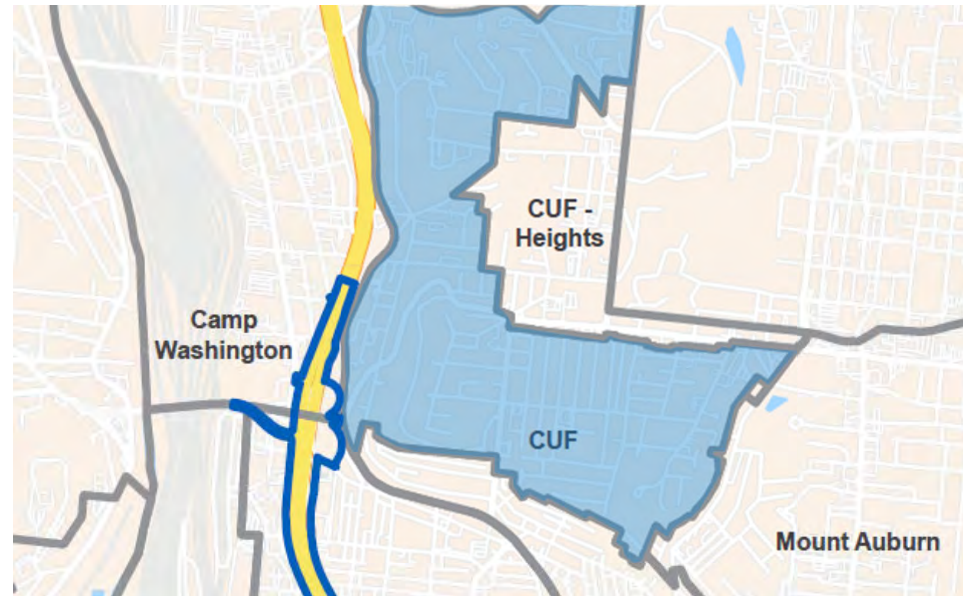 CUF -
Heights
Camp
Washington
CUF
Mount Auburn